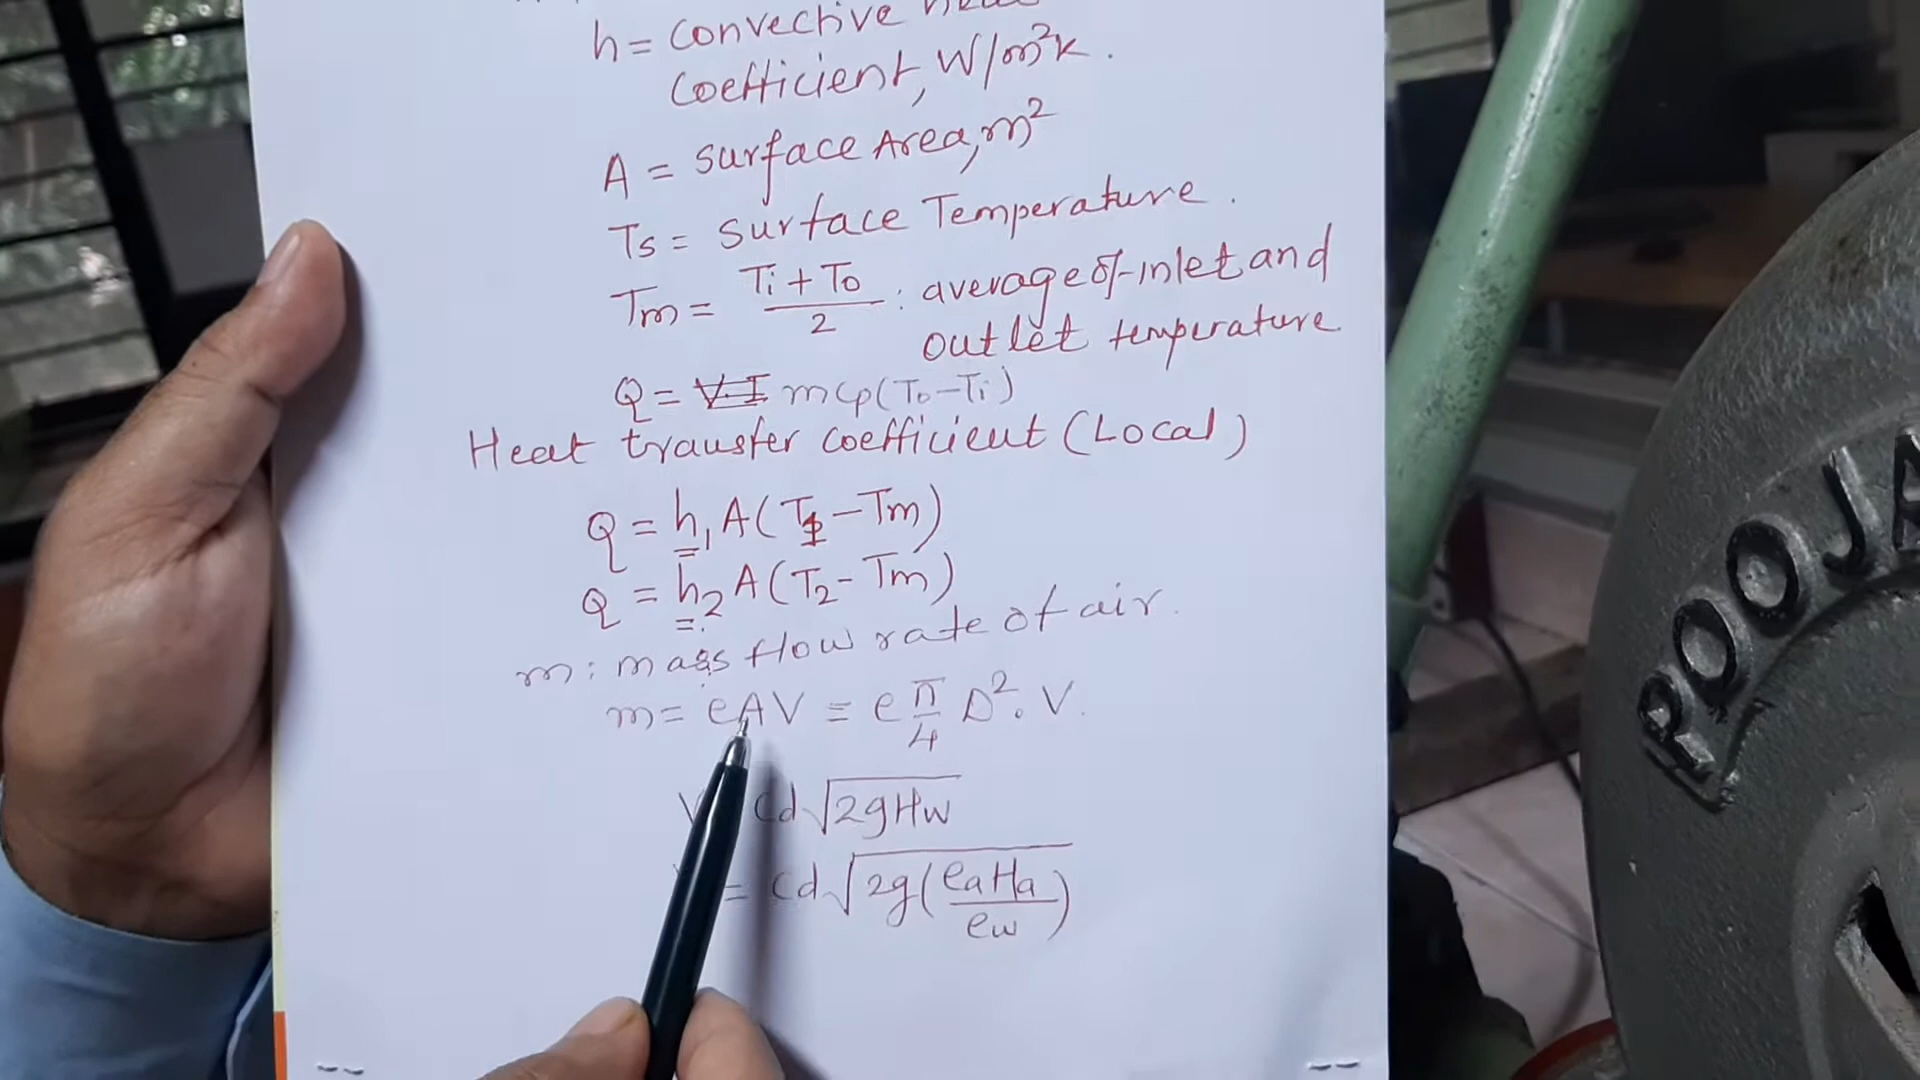 h = convective
coefficient, W/m²K.
A = surface Area, m²
Ts = surface Temperature.
Tm = Ti + To / 2 : average of inlet and
outlet temperature
Q = V.I mcp(To-Ti)
Heat transfer coefficient (Local)
Q = h1 A(T1-Tm)
Q = h2 A(T2-Tm)
m: mass flow rate of air.
m = ρAV = ρ π/4 D². V.
Cd √2gHw
= Cd √2g(ρaHa/ρw)
POOJA